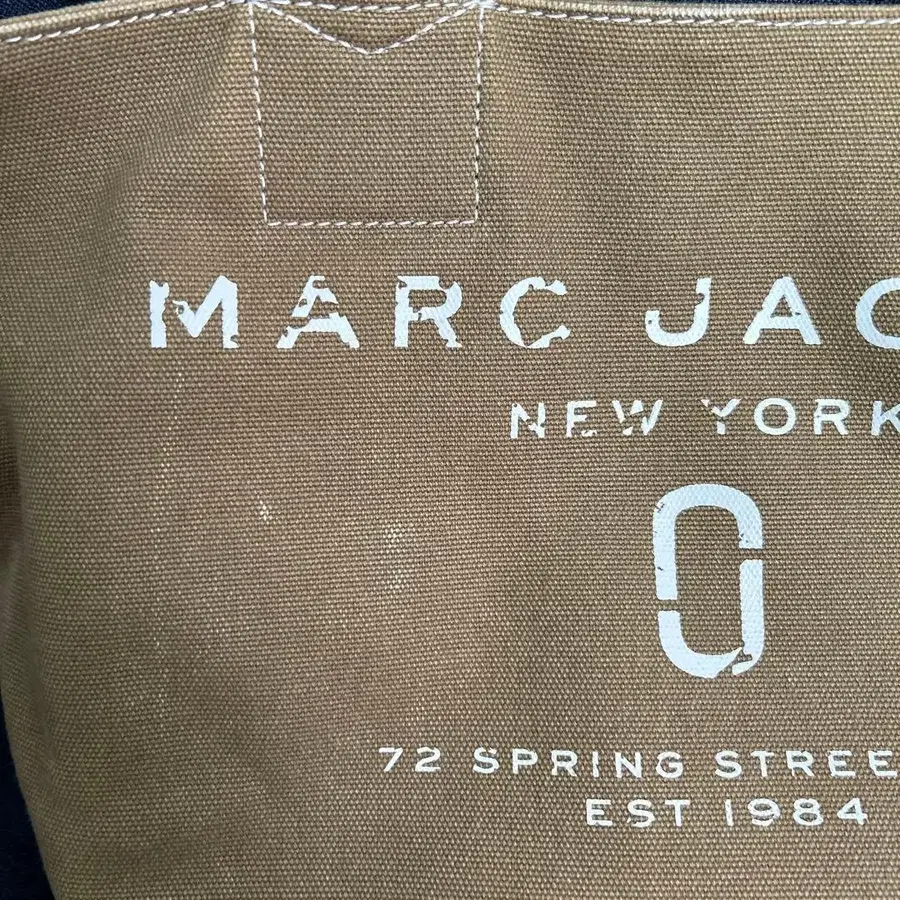 MARC JAC
NEW YORK
72 SPRING STREE
EST 1984